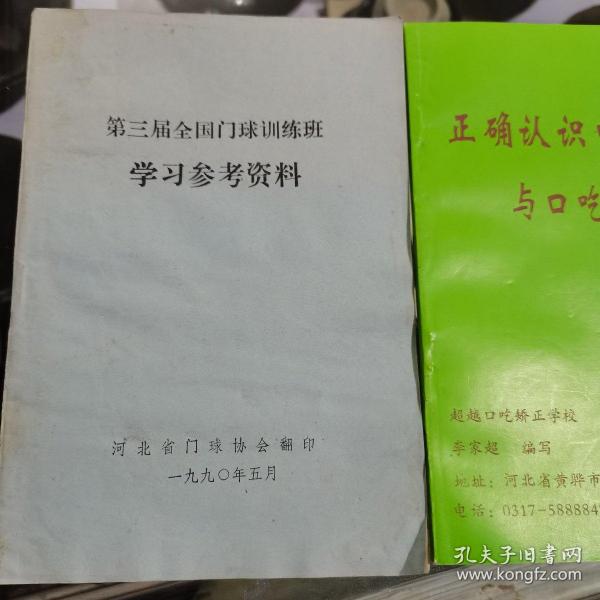 第三届全国门球训练班
学习参考资料
河北省门球协会翻印
一九九〇年五月
正确认识
与口吃
超越口吃矫正学校
李家超 编写
地址：河北省黄骅市
电话：0317-588884
孔夫子旧书网
www.kongfz.com